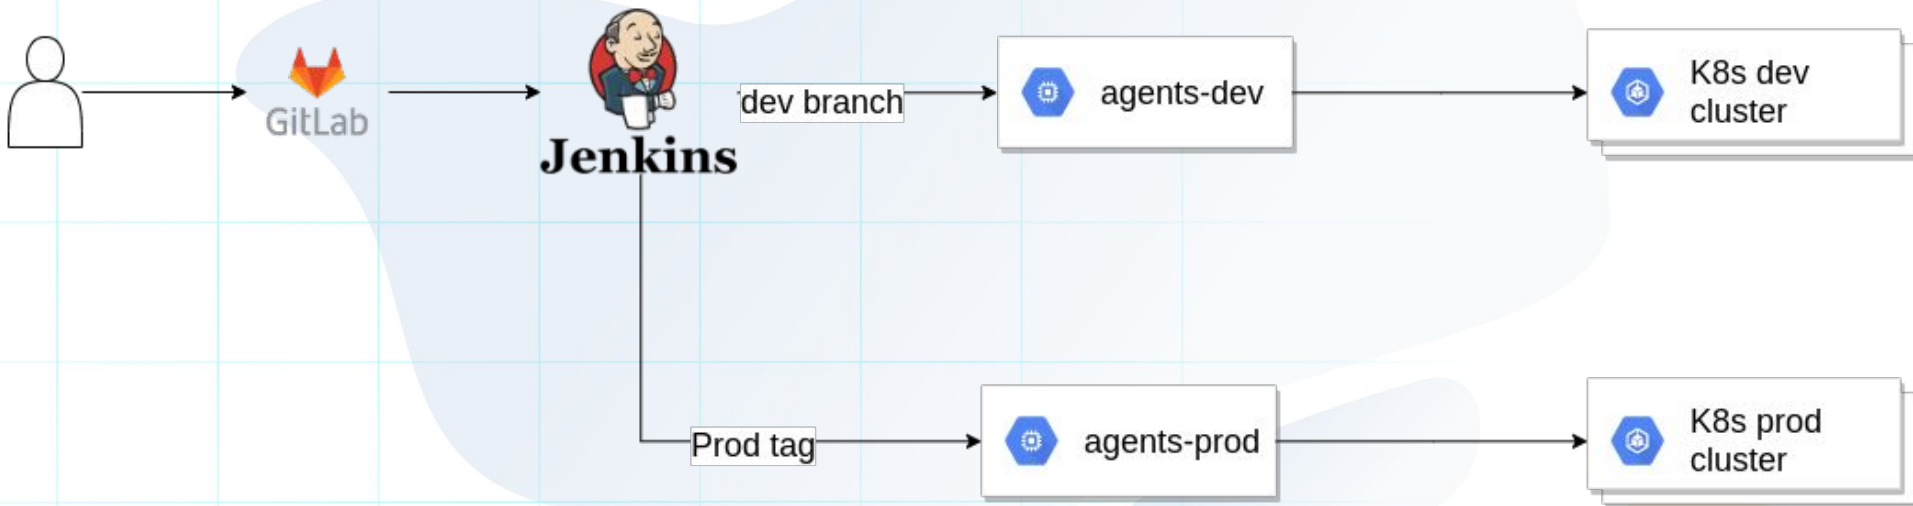 GitLab
Jenkins
dev branch
agents-dev
K8s dev
cluster
Prod tag
agents-prod
K8s prod
cluster